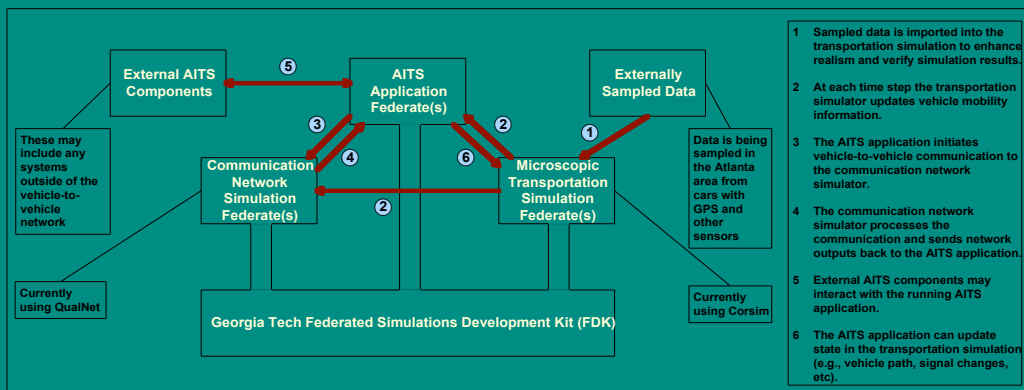 External AITS
Components
5
AITS
Application
Federate(s)
Externally
Sampled Data
1
2
3
4
6
These may
include any
systems
outside of the
vehicle-to-
vehicle
network
Communication
Network
Simulation
Federate(s)
2
Microscopic
Transportation
Simulation
Federate(s)
Data is being
sampled in
the Atlanta
area from
cars with
GPS and
other
sensors
Currently
using QualNet
Georgia Tech Federated Simulations Development Kit (FDK)
Currently
using Corsim
1 Sampled data is imported into the
transportation simulation to enhance
realism and verify simulation results.
2 At each time step the transportation
simulator updates vehicle mobility
information.
3 The AITS application initiates
vehicle-to-vehicle communication to
the communication network
simulator.
4 The communication network
simulator processes the
communication and sends network
outputs back to the AITS application.
5 External AITS components may
interact with the running AITS
application.
6 The AITS application can update
state in the transportation simulation
(e.g., vehicle path, signal changes,
etc).